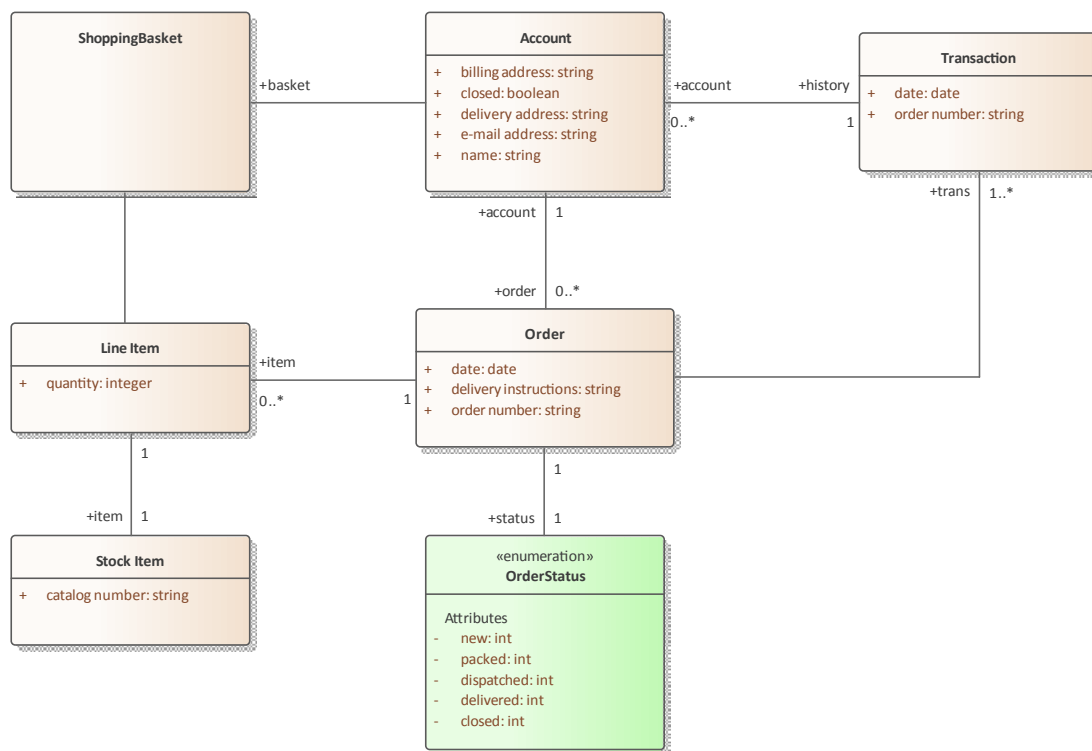 ShoppingBasket
+basket
Account
+ billing address: string
+ closed: boolean
+ delivery address: string
+ e-mail address: string
+ name: string
+account
0..*
+history
1
Transaction
+ date: date
+ order number: string
+trans
1..*
+account
1
+order
0..*
Line Item
+ quantity: integer
+item
0..*
1
Order
+ date: date
+ delivery instructions: string
+ order number: string
1
+item
1
Stock Item
+ catalog number: string
1
+status
1
«enumeration»
OrderStatus
Attributes
- new: int
- packed: int
- dispatched: int
- delivered: int
- closed: int